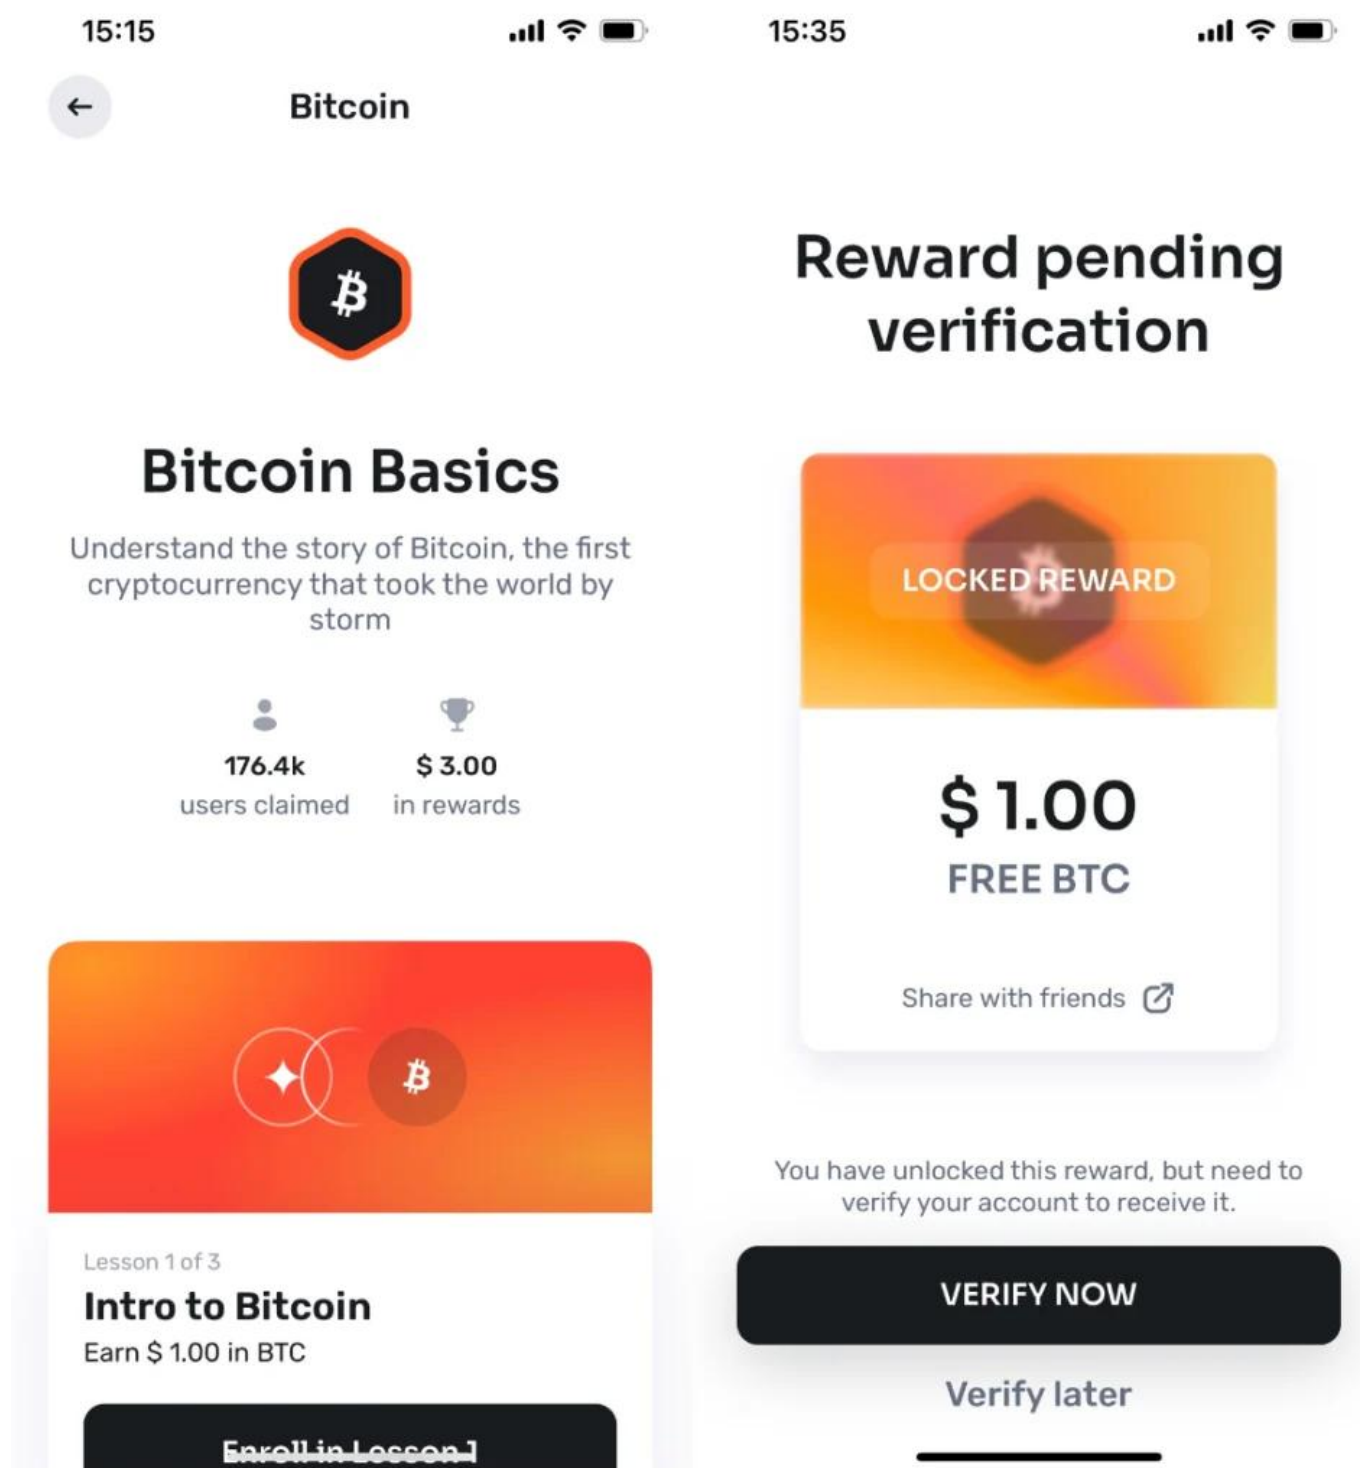 15:15
Bitcoin
Bitcoin Basics
Understand the story of Bitcoin, the first
cryptocurrency that took the world by
storm
176.4k
users claimed
$ 3.00
in rewards
Lesson 1 of 3
Intro to Bitcoin
Earn $ 1.00 in BTC
Enroll in Lesson 1
15:35
Reward pending
verification
LOCKED REWARD
$ 1.00
FREE BTC
Share with friends
You have unlocked this reward, but need to
verify your account to receive it.
VERIFY NOW
Verify later